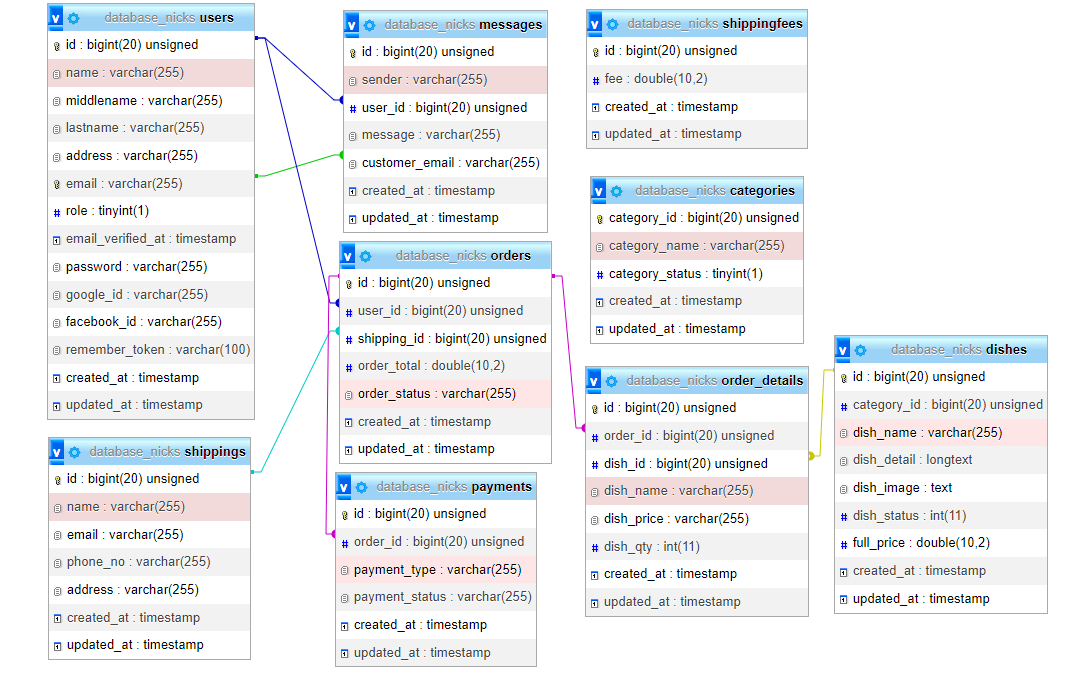 database_nicks users
id : bigint(20) unsigned
name : varchar(255)
middlename : varchar(255)
lastname : varchar(255)
address : varchar(255)
email : varchar(255)
role : tinyint(1)
email_verified_at : timestamp
password : varchar(255)
google_id : varchar(255)
facebook_id : varchar(255)
remember_token : varchar(100)
created_at : timestamp
updated_at : timestamp
database_nicks shippings
id : bigint(20) unsigned
name : varchar(255)
email : varchar(255)
phone_no : varchar(255)
address : varchar(255)
created_at : timestamp
updated_at : timestamp
database_nicks messages
id : bigint(20) unsigned
sender : varchar(255)
user_id : bigint(20) unsigned
message : varchar(255)
customer_email : varchar(255)
created_at : timestamp
updated_at : timestamp
database_nicks orders
id : bigint(20) unsigned
user_id : bigint(20) unsigned
shipping_id : bigint(20) unsigned
order_total : double(10,2)
order_status : varchar(255)
created_at : timestamp
updated_at : timestamp
database_nicks payments
id : bigint(20) unsigned
order_id : bigint(20) unsigned
payment_type : varchar(255)
payment_status : varchar(255)
created_at : timestamp
updated_at : timestamp
database_nicks shippingfees
id : bigint(20) unsigned
fee : double(10,2)
created_at : timestamp
updated_at : timestamp
database_nicks categories
category_id : bigint(20) unsigned
category_name : varchar(255)
category_status : tinyint(1)
created_at : timestamp
updated_at : timestamp
database_nicks order_details
id : bigint(20) unsigned
order_id : bigint(20) unsigned
dish_id : bigint(20) unsigned
dish_name : varchar(255)
dish_price : varchar(255)
dish_qty : int(11)
created_at : timestamp
updated_at : timestamp
database_nicks dishes
id : bigint(20) unsigned
category_id : bigint(20) unsigned
dish_name : varchar(255)
dish_detail : longtext
dish_image : text
dish_status : int(11)
full_price : double(10,2)
created_at : timestamp
updated_at : timestamp